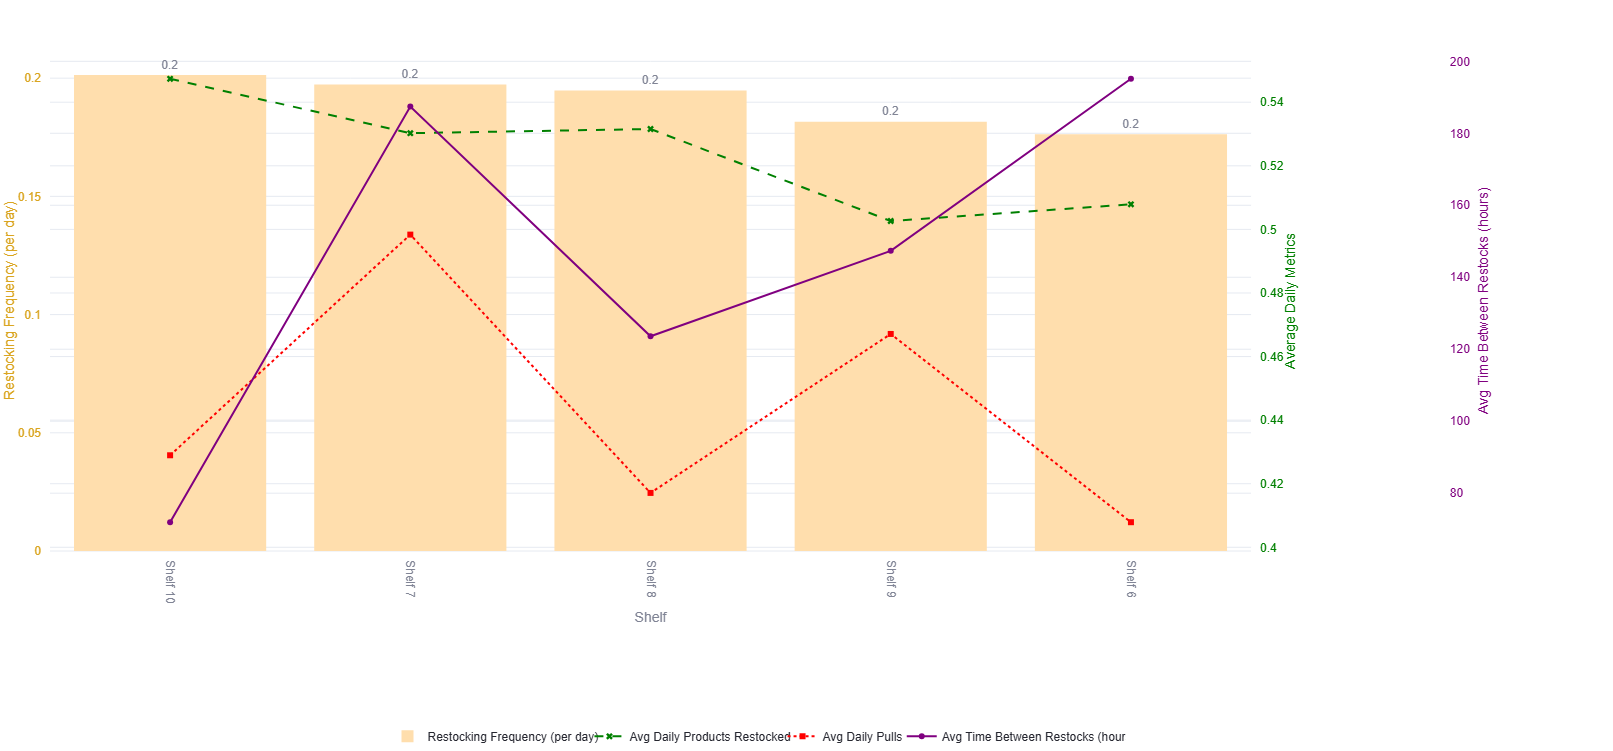 0.2
0.2
0.2
0.2
0.2
0.2
0.15
0.1
0.05
0
Restocking Frequency (per day)
0.54
0.52
0.5
0.48
0.46
0.44
0.42
0.4
Average Daily Metrics
200
180
160
140
120
100
80
Avg Time Between Restocks (hours)
Shelf 10
Shelf 7
Shelf 8
Shelf 9
Shelf 6
Shelf
Restocking Frequency (per day)
Avg Daily Products Restocked
Avg Daily Pulls
Avg Time Between Restocks (hour